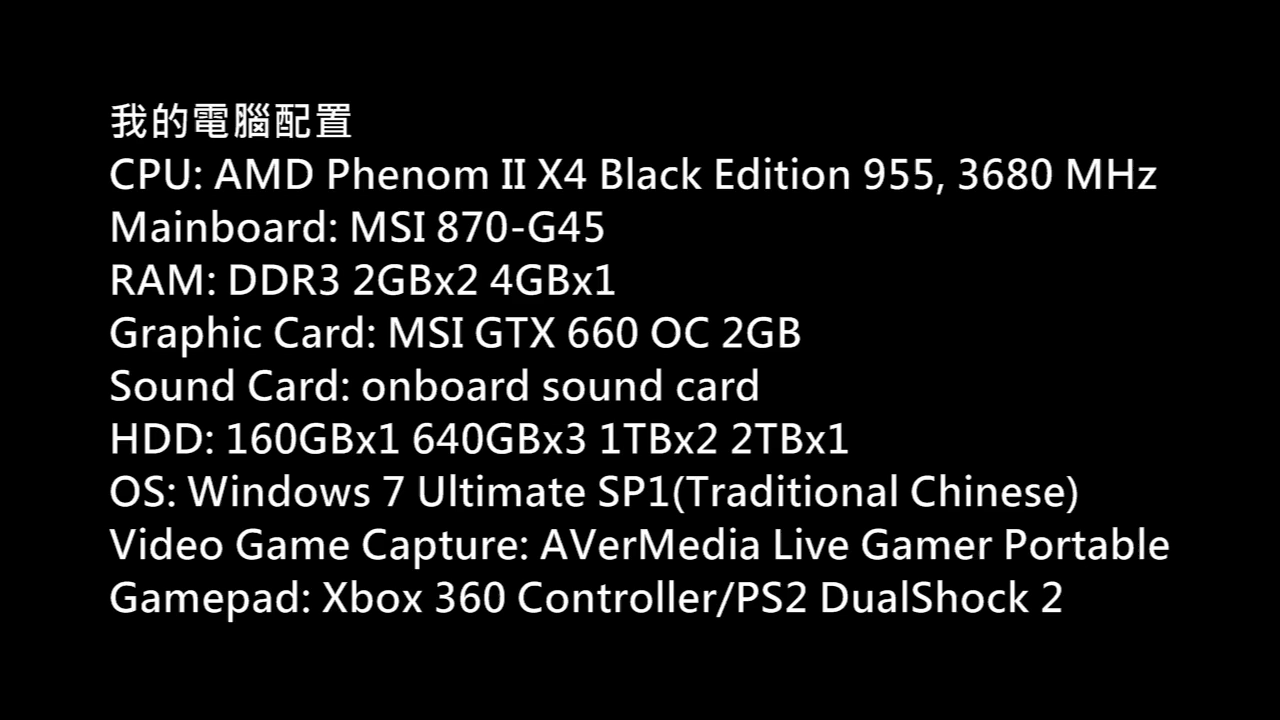 我的電腦配置
CPU: AMD Phenom II X4 Black Edition 955, 3680 MHz
Mainboard: MSI 870-G45
RAM: DDR3 2GBx2 4GBx1
Graphic Card: MSI GTX 660 OC 2GB
Sound Card: onboard sound card
HDD: 160GBx1 640GBx3 1TBx2 2TBx1
OS: Windows 7 Ultimate SP1(Traditional Chinese)
Video Game Capture: AVerMedia Live Gamer Portable
Gamepad: Xbox 360 Controller/PS2 DualShock 2